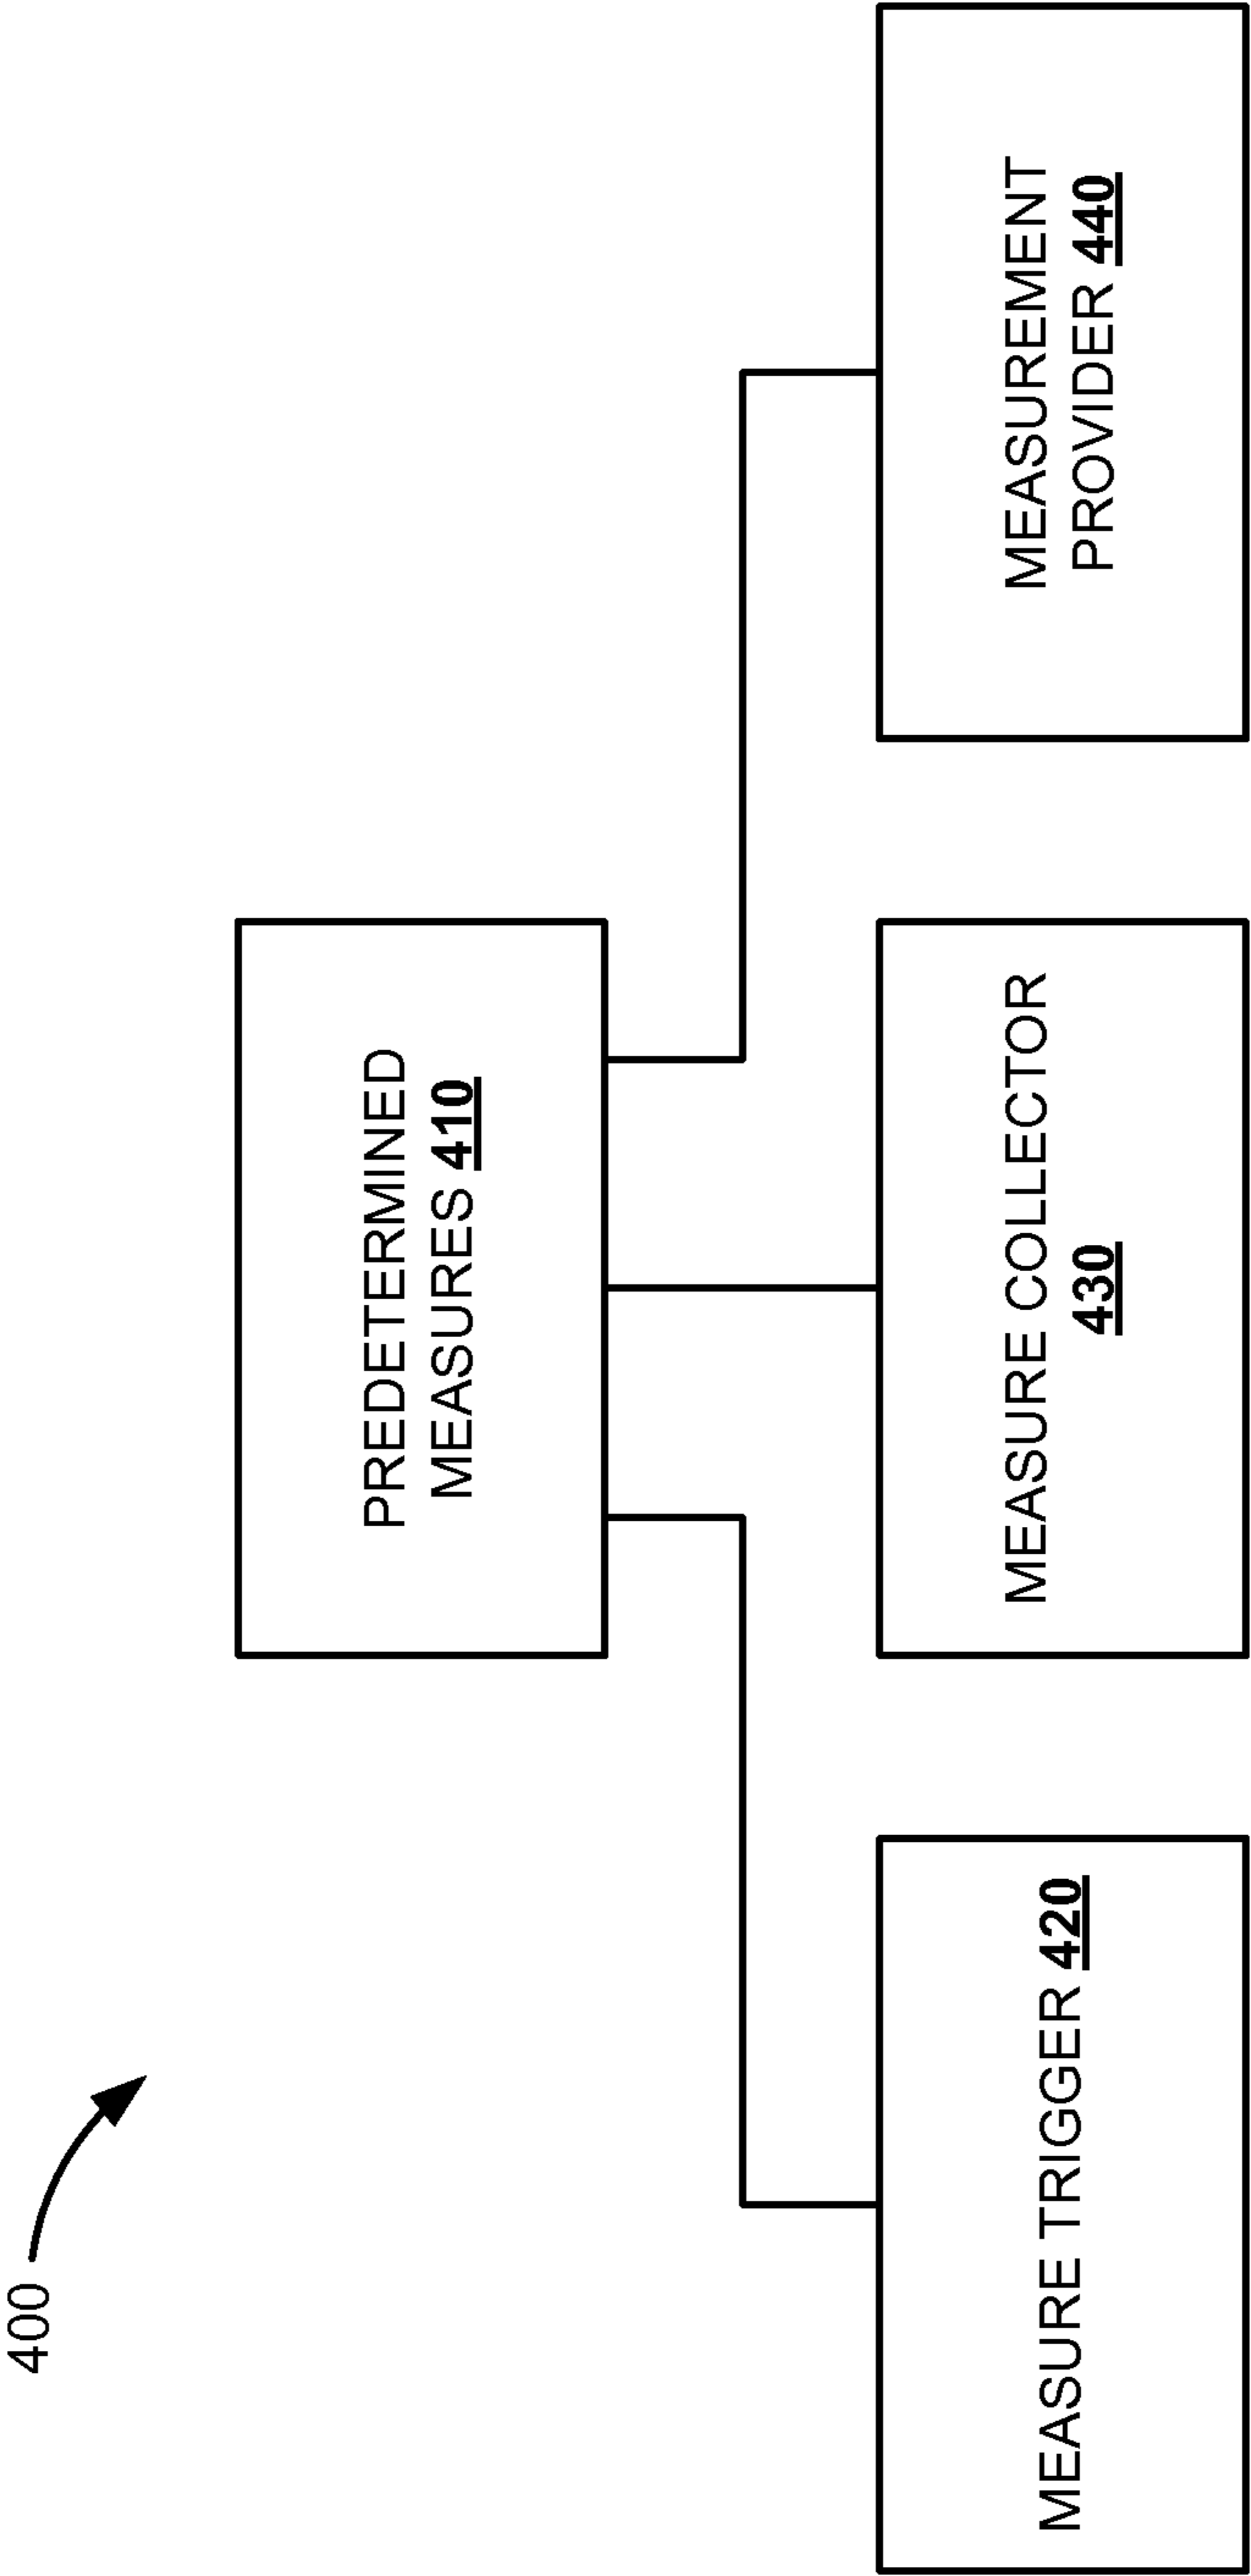 400
PREDETERMINED
MEASURES 410
MEASURE TRIGGER 420
MEASURE COLLECTOR
430
MEASUREMENT
PROVIDER 440